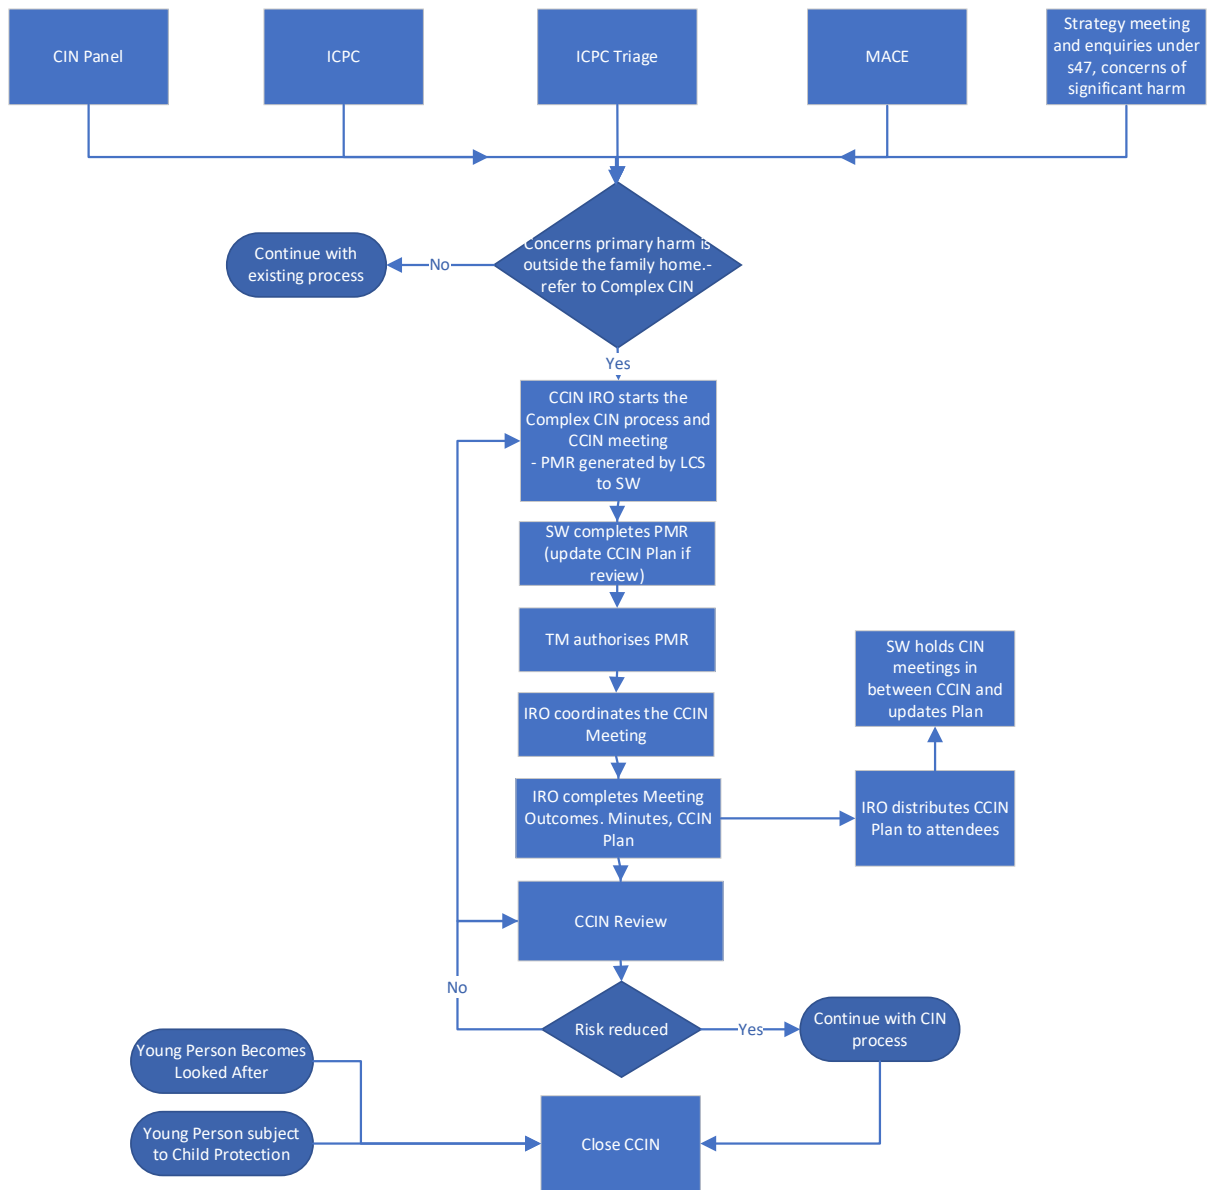 CIN Panel
ICPC
ICPC Triage
MACE
Strategy meeting
and enquiries under
s47, concerns of
significant harm
Concerns primary harm is
outside the family home.-
refer to Complex CIN
No
Continue with
existing process
Yes
CCIN IRO starts the
Complex CIN process and
CCIN meeting
- PMR generated by LCS
to SW
SW completes PMR
(update CCIN Plan if
review)
TM authorises PMR
IRO coordinates the CCIN
Meeting
SW holds CIN
meetings in
between CCIN and
updates Plan
IRO completes Meeting
Outcomes. Minutes, CCIN
Plan
IRO distributes CCIN
Plan to attendees
CCIN Review
No
Risk reduced
Yes
Continue with CIN
process
Young Person Becomes
Looked After
Young Person subject
to Child Protection
Close CCIN